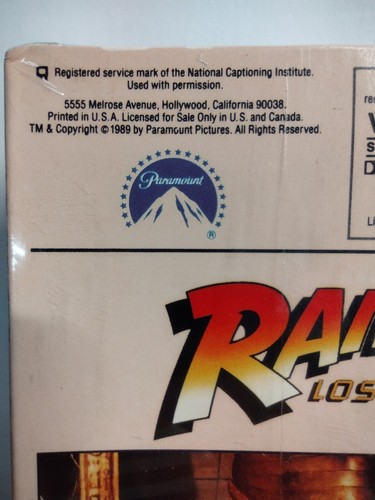 Registered service mark of the National Captioning Institute.
Used with permission.
5555 Melrose Avenue, Hollywood, California 90038.
Printed in U.S.A. Licensed for Sale Only in U.S. and Canada.
TM & Copyright © 1989 by Paramount Pictures. All Rights Reserved.
Paramount
®
RAI
LOS